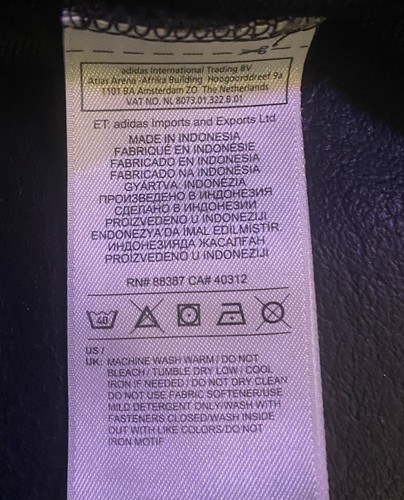 adidas International Trading BV
Atlas Arena - Afrika Building Hoogoorddreef 9a
1101 BA Amsterdam ZO The Netherlands
VAT NO. NL 8073.01.322.B.01
ET: adidas Imports and Exports Ltd
MADE IN INDONESIA
FABRIQUÉ EN INDONÉSIE
FABRICADO EN INDONESIA
FABRICADO NA INDONÉSIA
GYÁRTVA: INDONÉZIA
ПРОИЗВЕДЕНО В ИНДОНЕЗИЯ
СДЕЛАНО В ИНДОНЕЗИИ
PROIZVEDENO U INDONEZIJI
ENDONEZYA'DA İMAL EDİLMİŞTİR
ИНДОНЕЗИЯДА ЖАСАЛҒАН
PROIZVEDENO U INDONEZIJI
RN# 88387 CA# 40312
40
US /
UK: MACHINE WASH WARM / DO NOT
BLEACH / TUMBLE DRY LOW / COOL
IRON IF NEEDED / DO NOT DRY CLEAN
DO NOT USE FABRIC SOFTENER/USE
MILD DETERGENT ONLY/WASH WITH
FASTENERS CLOSED/WASH INSIDE
OUT WITH LIKE COLORS/DO NOT
IRON MOTIF